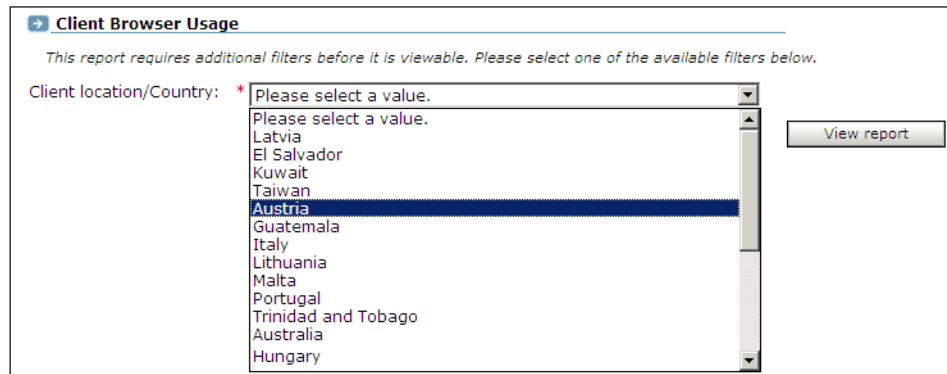 Client Browser Usage
This report requires additional filters before it is viewable. Please select one of the available filters below.
Client location/Country: * Please select a value.
Please select a value.
Latvia
El Salvador
View report
Kuwait
Taiwan
Austria
Guatemala
Italy
Lithuania
Malta
Portugal
Trinidad and Tobago
Australia
Hungary